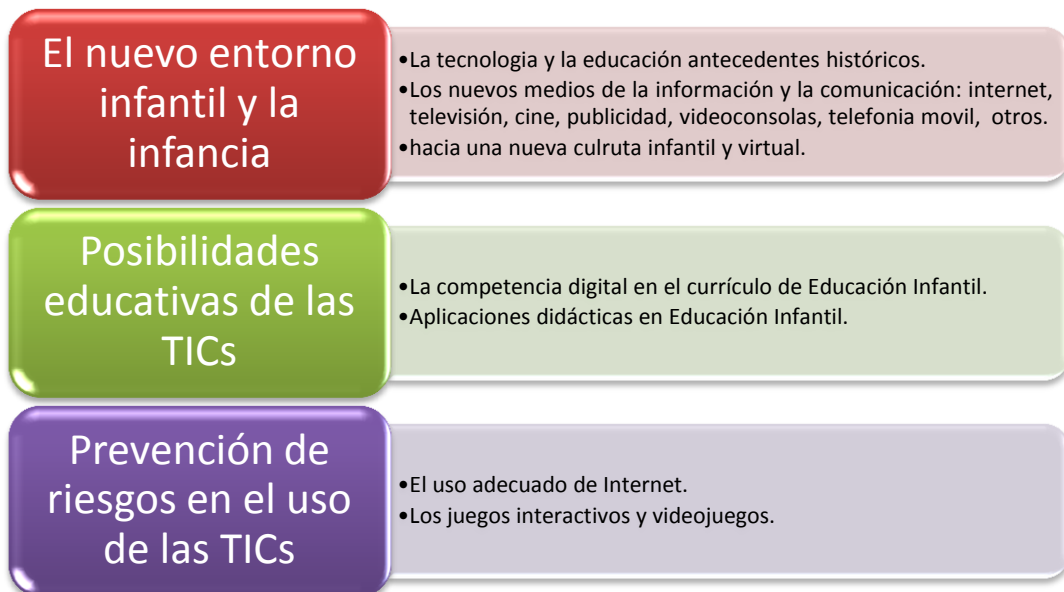 El nuevo entorno
infantil y la
infancia
•La tecnologia y la educación antecedentes históricos.
•Los nuevos medios de la información y la comunicación: internet,
televisión, cine, publicidad, videoconsolas, telefonia movil, otros.
•hacia una nueva culruta infantil y virtual.
Posibilidades
educativas de las
TICs
•La competencia digital en el currículo de Educación Infantil.
•Aplicaciones didácticas en Educación Infantil.
Prevención de
riesgos en el uso
de las TICs
•El uso adecuado de Internet.
•Los juegos interactivos y videojuegos.